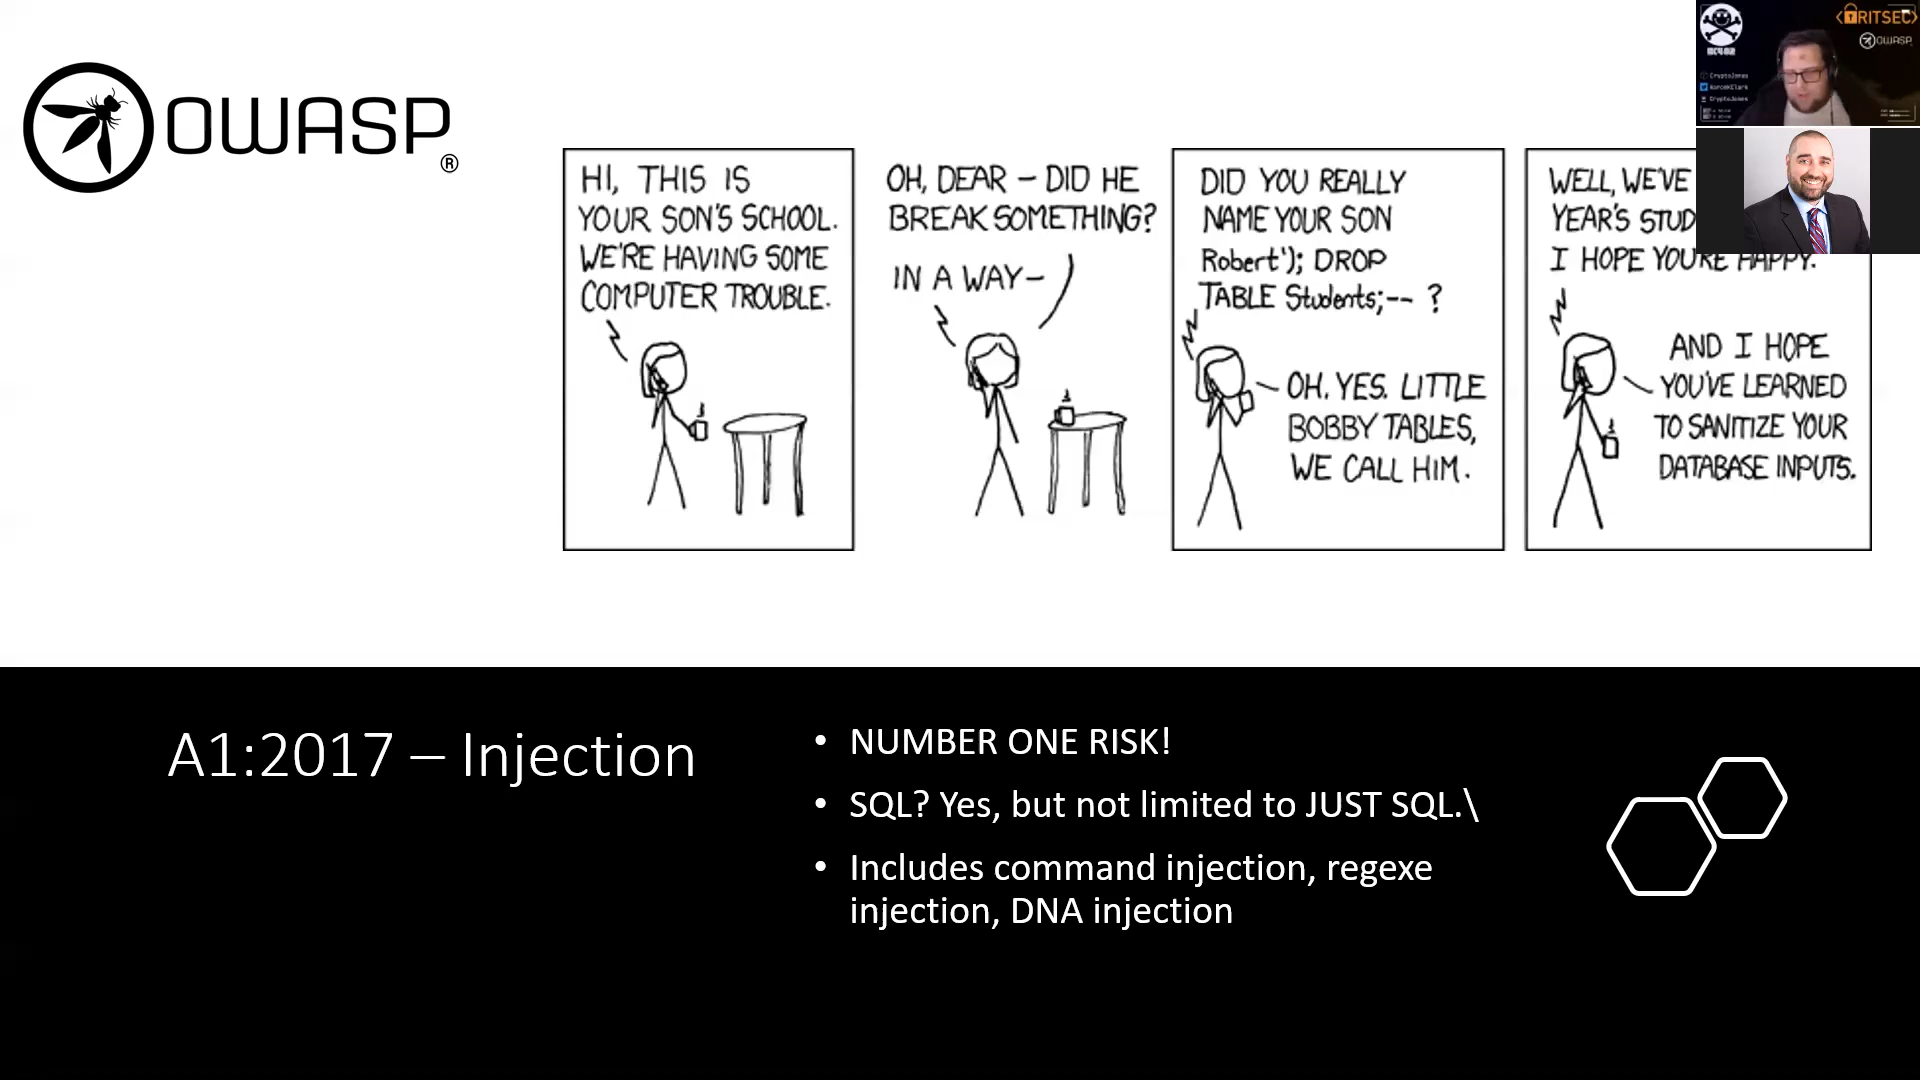 OWASP
®
HI, THIS IS
YOUR SON'S SCHOOL.
WE'RE HAVING SOME
COMPUTER TROUBLE.
OH, DEAR – DID HE
BREAK SOMETHING?
IN A WAY–
DID YOU REALLY
NAME YOUR SON
Robert'); DROP
TABLE Students;-- ?
OH. YES. LITTLE
BOBBY TABLES,
WE CALL HIM.
WELL, WE'VE
YEAR'S STUD
I HOPE YOU'RE HAPPY.
AND I HOPE
YOU'VE LEARNED
TO SANITIZE YOUR
DATABASE INPUTS.
RITSEC
OWASP
CryptoJones
AaronKClark
CryptoJones
A1:2017 – Injection
• NUMBER ONE RISK!
• SQL? Yes, but not limited to JUST SQL.\
• Includes command injection, regexe
injection, DNA injection